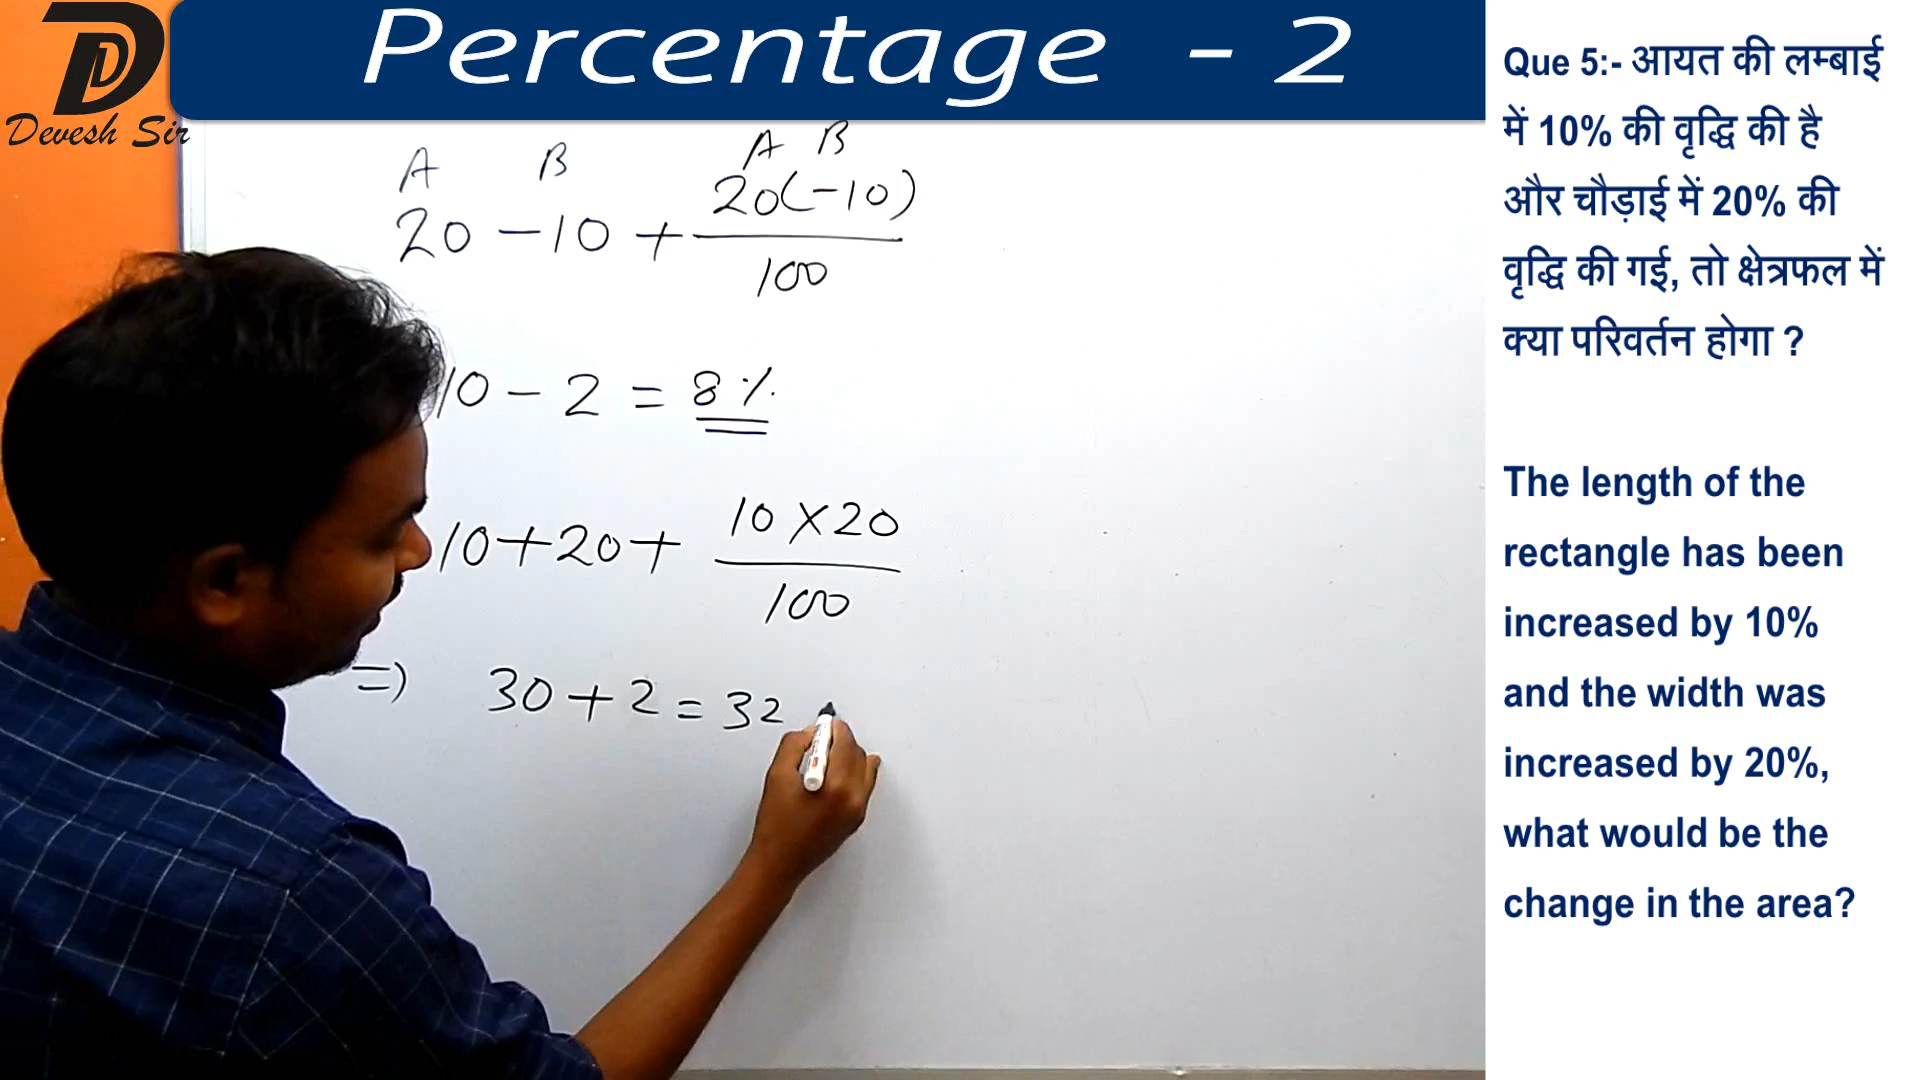 Devesh Sir
Percentage - 2
A B A B
20 - 10 + 20(-10)
100
10 - 2 = 8%
10 + 20 + 10 × 20
100
=) 30 + 2 = 32
Que 5:- आयत की लम्बाई
में 10% की वृद्धि की है
और चौड़ाई में 20% की
वृद्धि की गई, तो क्षेत्रफल में
क्या परिवर्तन होगा ?
The length of the
rectangle has been
increased by 10%
and the width was
increased by 20%,
what would be the
change in the area?